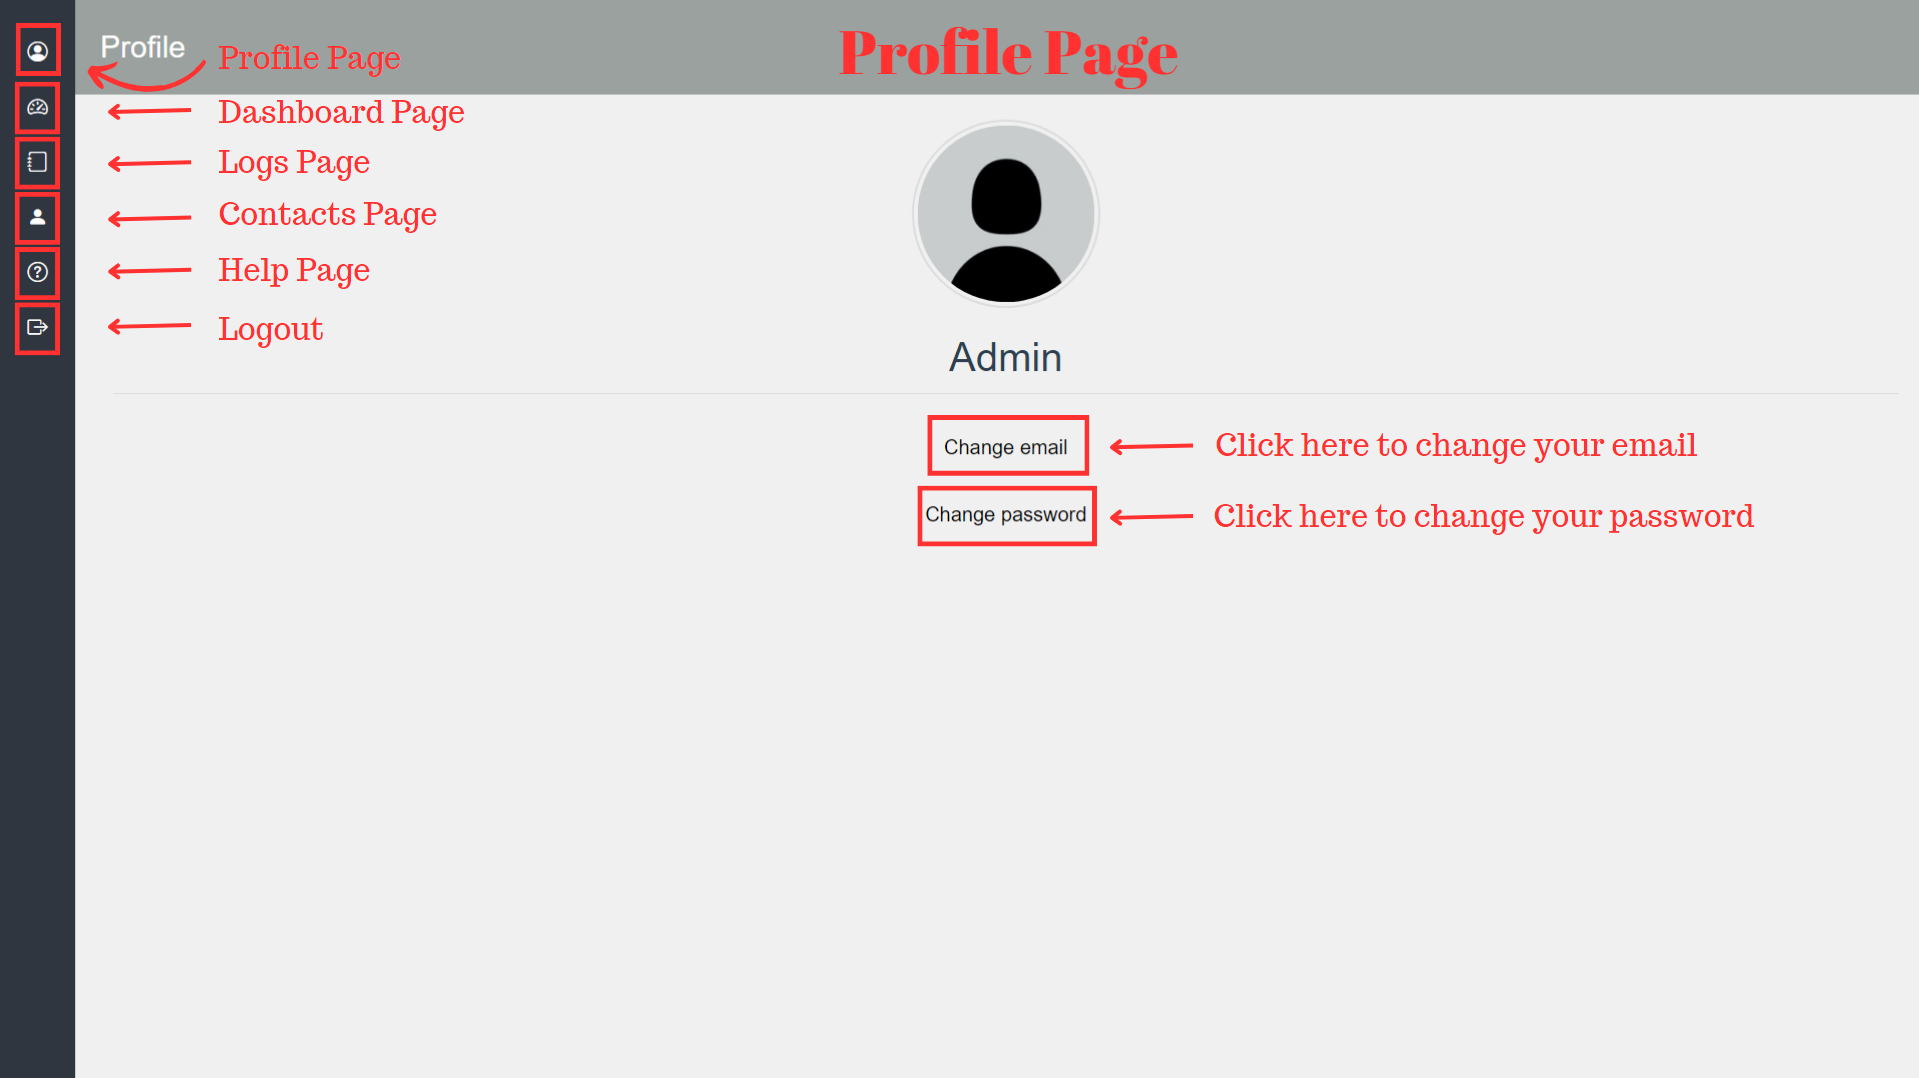 Profile
Profile Page
Profile Page
Dashboard Page
Logs Page
Contacts Page
Help Page
Logout
Admin
Change email
Click here to change your email
Change password
Click here to change your password